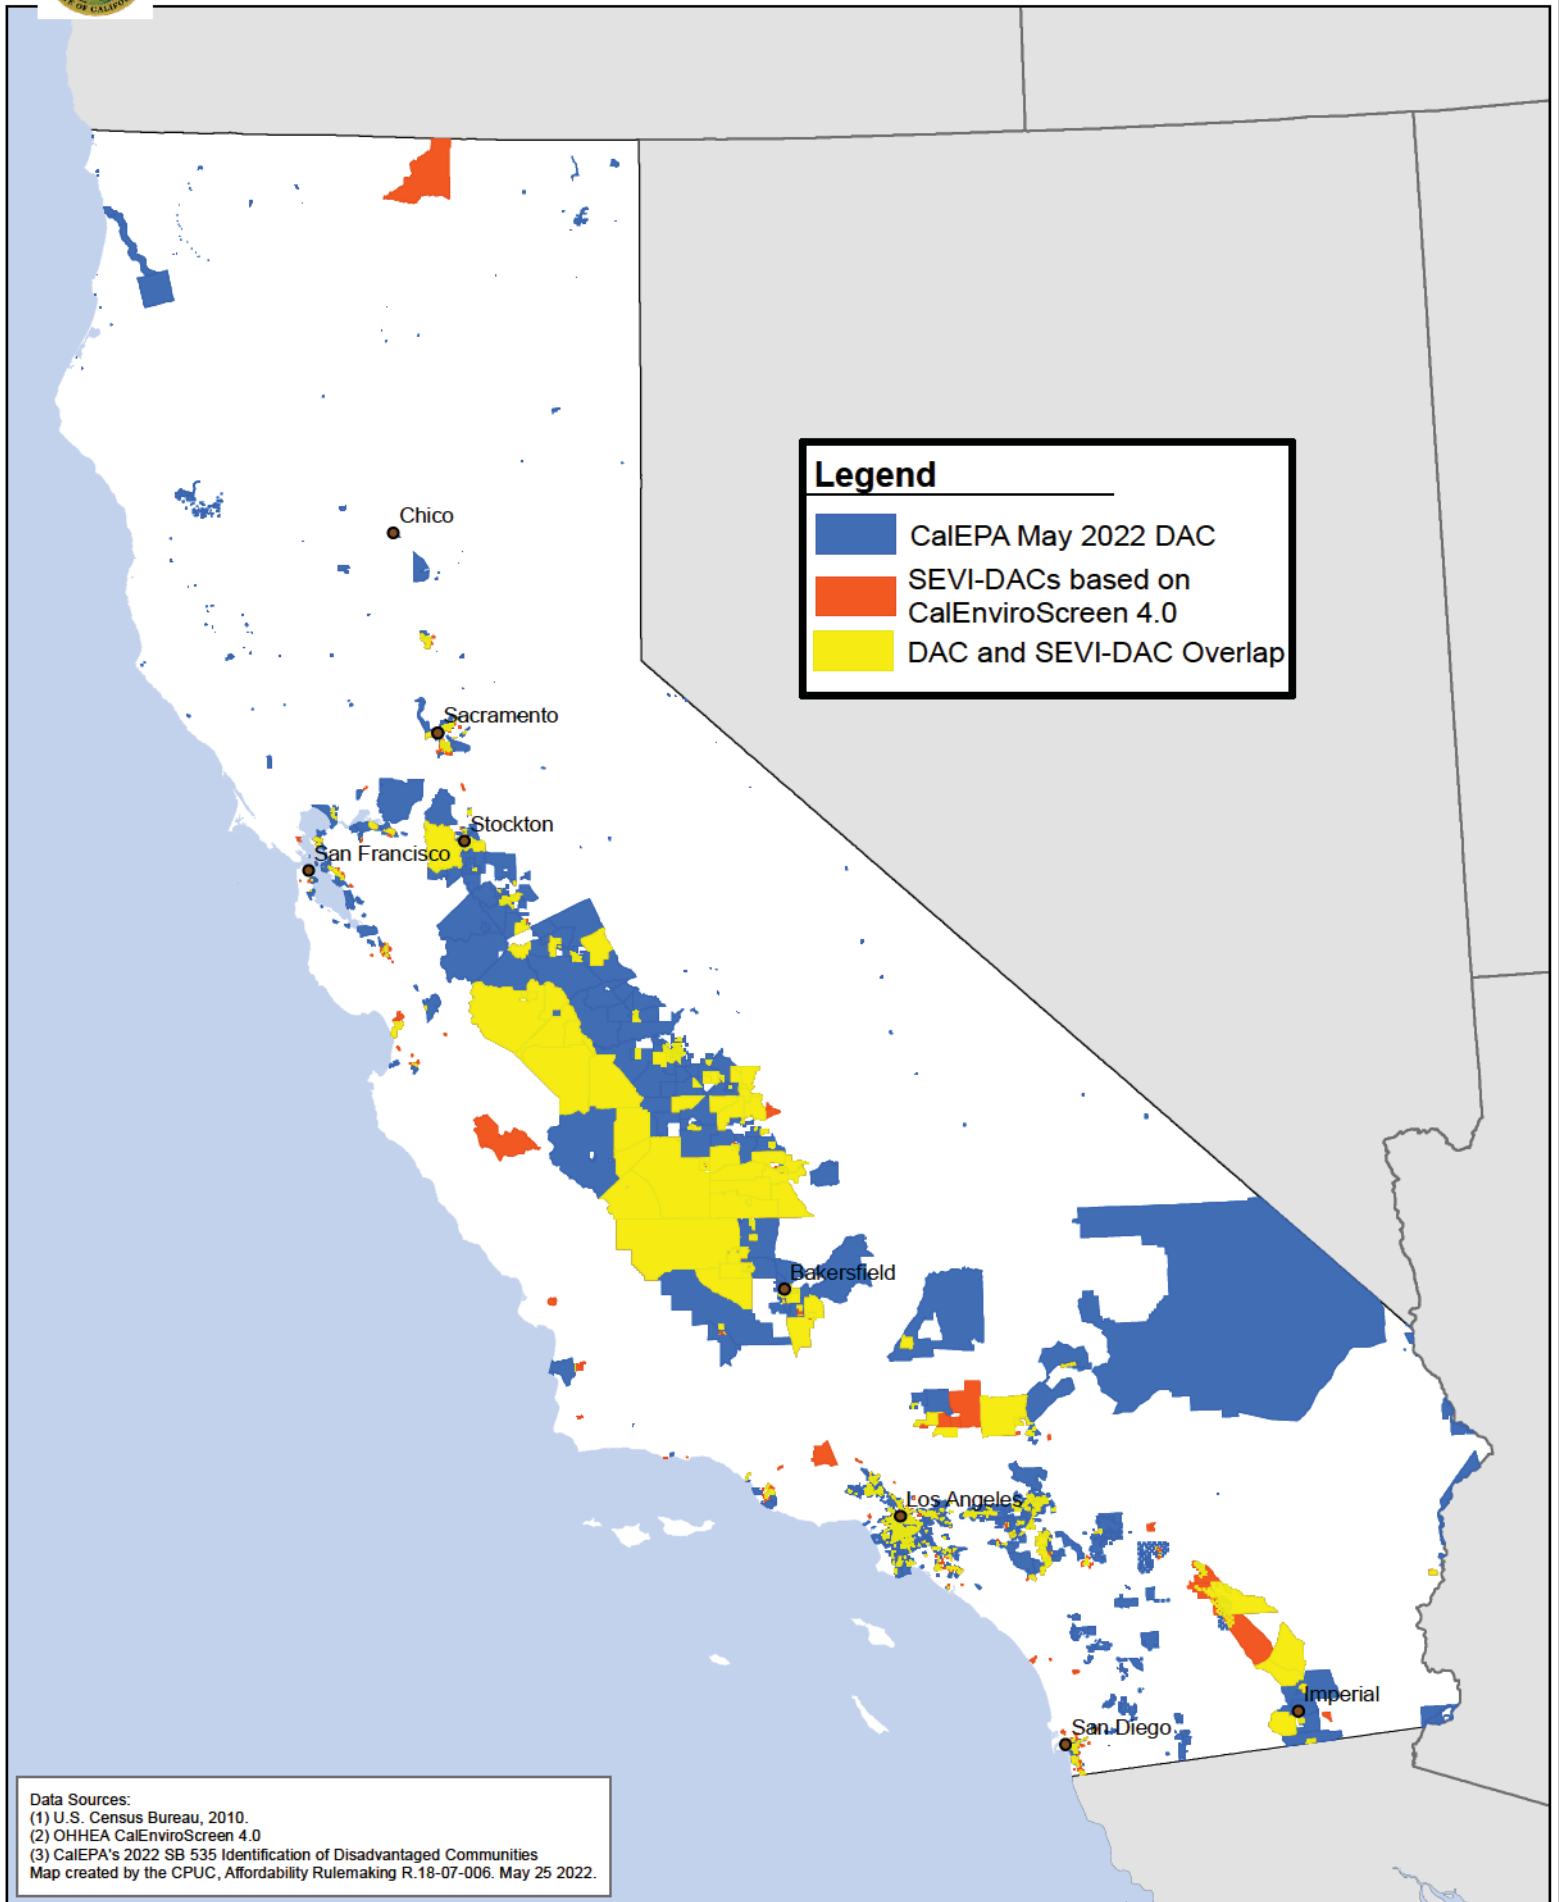 OF CALIFO
Legend
CalEPA May 2022 DAC
SEVI-DACs based on
CalEnviroScreen 4.0
DAC and SEVI-DAC Overlap
Chico
Sacramento
Stockton
San Francisco
Bakersfield
Los Angeles
Imperial
San Diego
Data Sources:
(1) U.S. Census Bureau, 2010.
(2) OHHEA CalEnviroScreen 4.0
(3) CalEPA's 2022 SB 535 Identification of Disadvantaged Communities
Map created by the CPUC, Affordability Rulemaking R.18-07-006. May 25 2022.